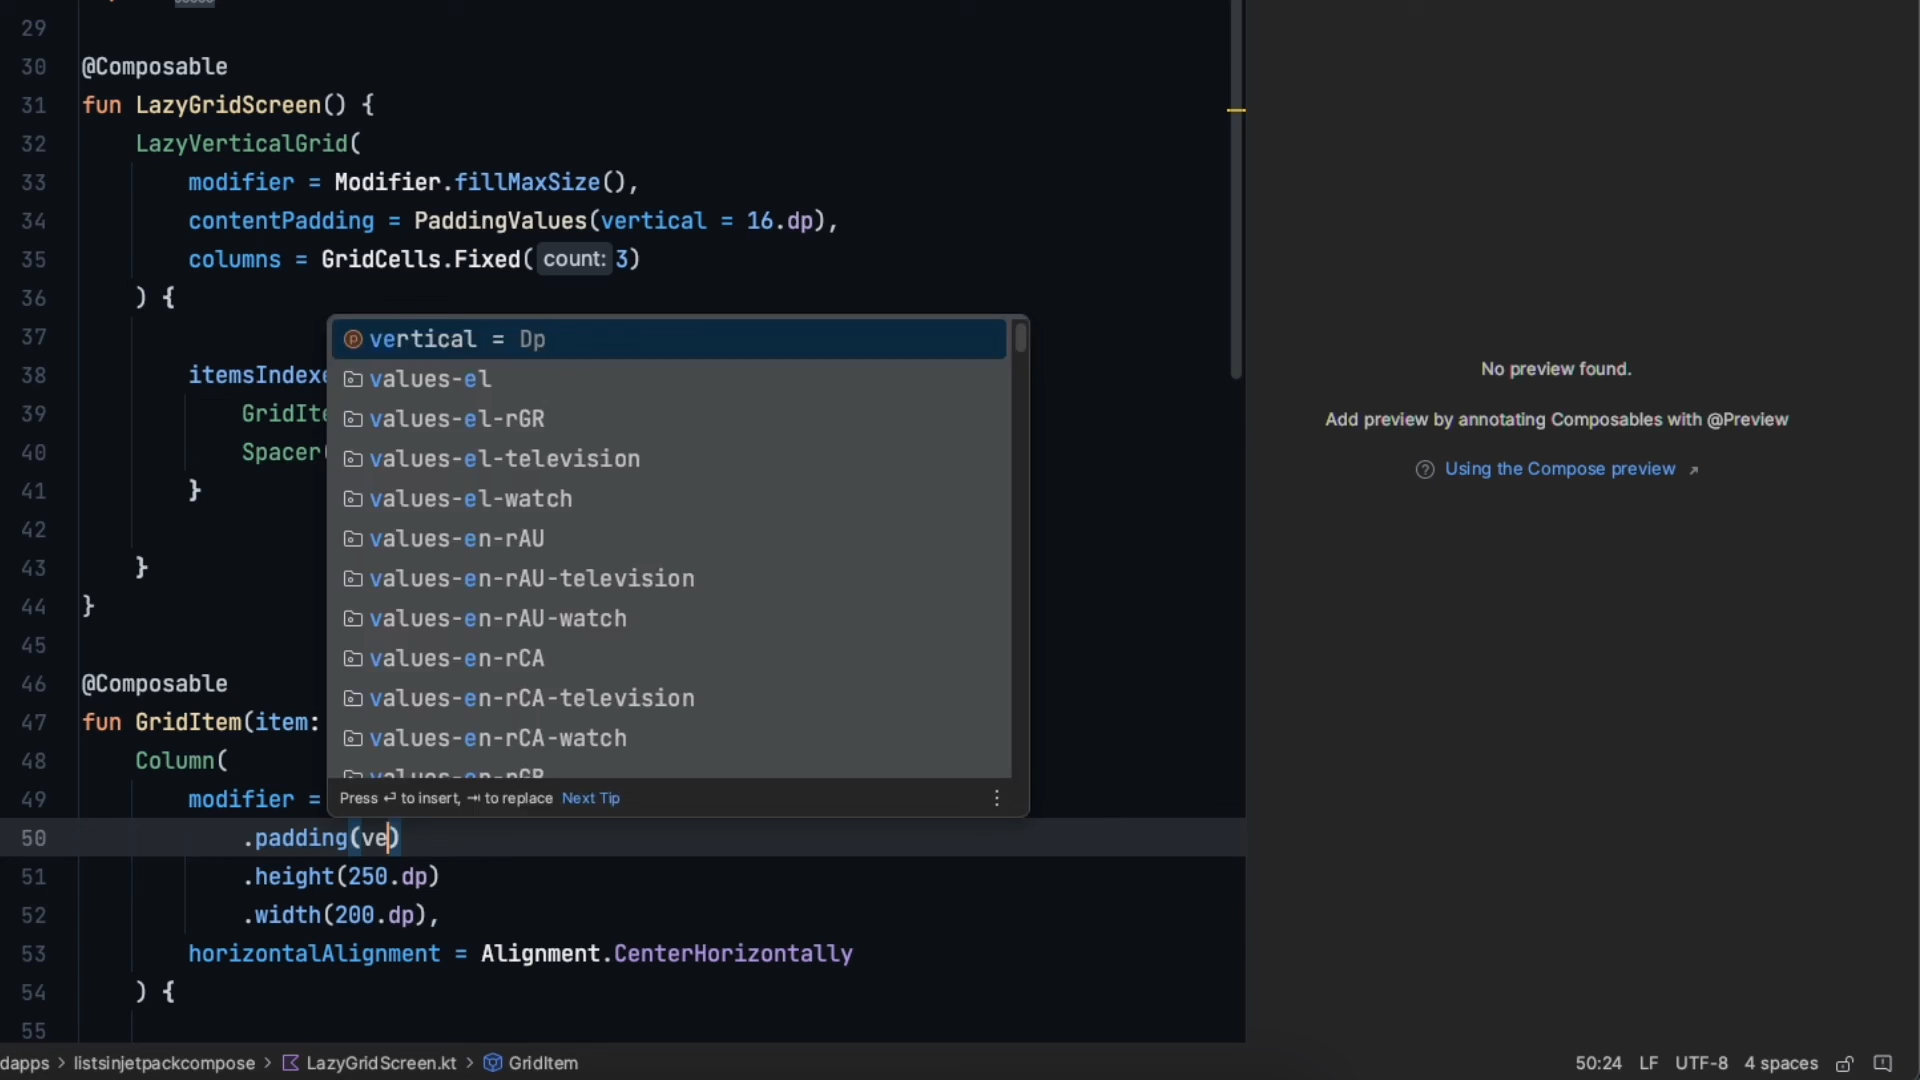 29
30 @Composable
31 fun LazyGridScreen() {
32 LazyVerticalGrid(
33 modifier = Modifier.fillMaxSize(),
34 contentPadding = PaddingValues(vertical = 16.dp),
35 columns = GridCells.Fixed( count: 3)
36 ) {
37
38 itemsIndexe
39 GridIte
40 Spacer(
41 }
42
43 }
44 }
45
46 @Composable
47 fun GridItem(item:
48 Column(
49 modifier =
50 .padding(ve)
51 .height(250.dp)
52 .width(200.dp),
53 horizontalAlignment = Alignment.CenterHorizontally
54 ) {
55
vertical = Dp
values-el
values-el-rGR
values-el-television
values-el-watch
values-en-rAU
values-en-rAU-television
values-en-rAU-watch
values-en-rCA
values-en-rCA-television
values-en-rCA-watch
values-en-rGB
Press ⏎ to insert, ⇥ to replace Next Tip
No preview found.
Add preview by annotating Composables with @Preview
Using the Compose preview ↗
dapps > listsinjetpackcompose > LazyGridScreen.kt > GridItem
50:24 LF UTF-8 4 spaces